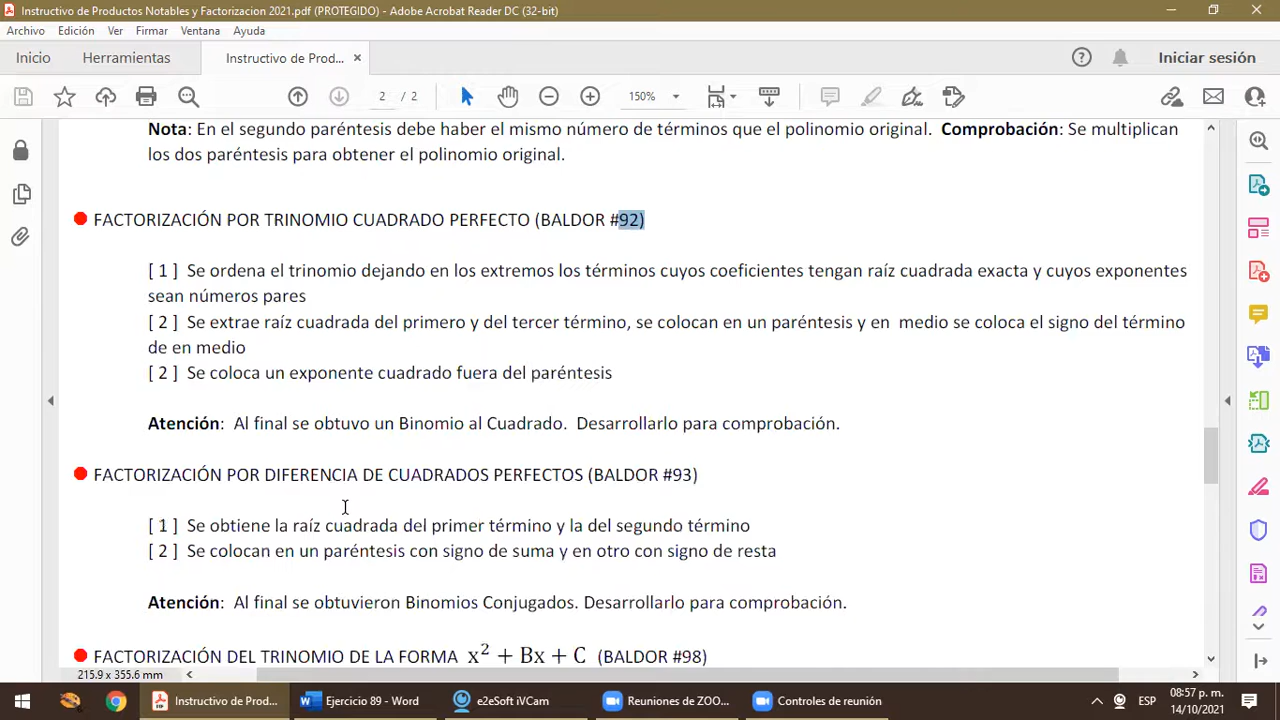 Instructivo de Productos Notables y Factorizacion 2021.pdf (PROTEGIDO) - Adobe Acrobat Reader DC (32-bit)
Archivo Edición Ver Firmar Ventana Ayuda
Inicio Herramientas Instructivo de Prod... × Iniciar sesión
2 / 2 150%
Nota: En el segundo paréntesis debe haber el mismo número de términos que el polinomio original. Comprobación: Se multiplican
los dos paréntesis para obtener el polinomio original.
FACTORIZACIÓN POR TRINOMIO CUADRADO PERFECTO (BALDOR #92)
[ 1 ] Se ordena el trinomio dejando en los extremos los términos cuyos coeficientes tengan raíz cuadrada exacta y cuyos exponentes
sean números pares
[ 2 ] Se extrae raíz cuadrada del primero y del tercer término, se colocan en un paréntesis y en medio se coloca el signo del término
de en medio
[ 2 ] Se coloca un exponente cuadrado fuera del paréntesis
Atención: Al final se obtuvo un Binomio al Cuadrado. Desarrollarlo para comprobación.
FACTORIZACIÓN POR DIFERENCIA DE CUADRADOS PERFECTOS (BALDOR #93)
[ 1 ] Se obtiene la raíz cuadrada del primer término y la del segundo término
[ 2 ] Se colocan en un paréntesis con signo de suma y en otro con signo de resta
Atención: Al final se obtuvieron Binomios Conjugados. Desarrollarlo para comprobación.
FACTORIZACIÓN DEL TRINOMIO DE LA FORMA x² + Bx + C (BALDOR #98)
215.9 x 355.6 mm
Instructivo de Prod... Ejercicio 89 - Word e2eSoft iVCam Reuniones de ZOO... Controles de reunión ESP 08:57 p. m.
14/10/2021